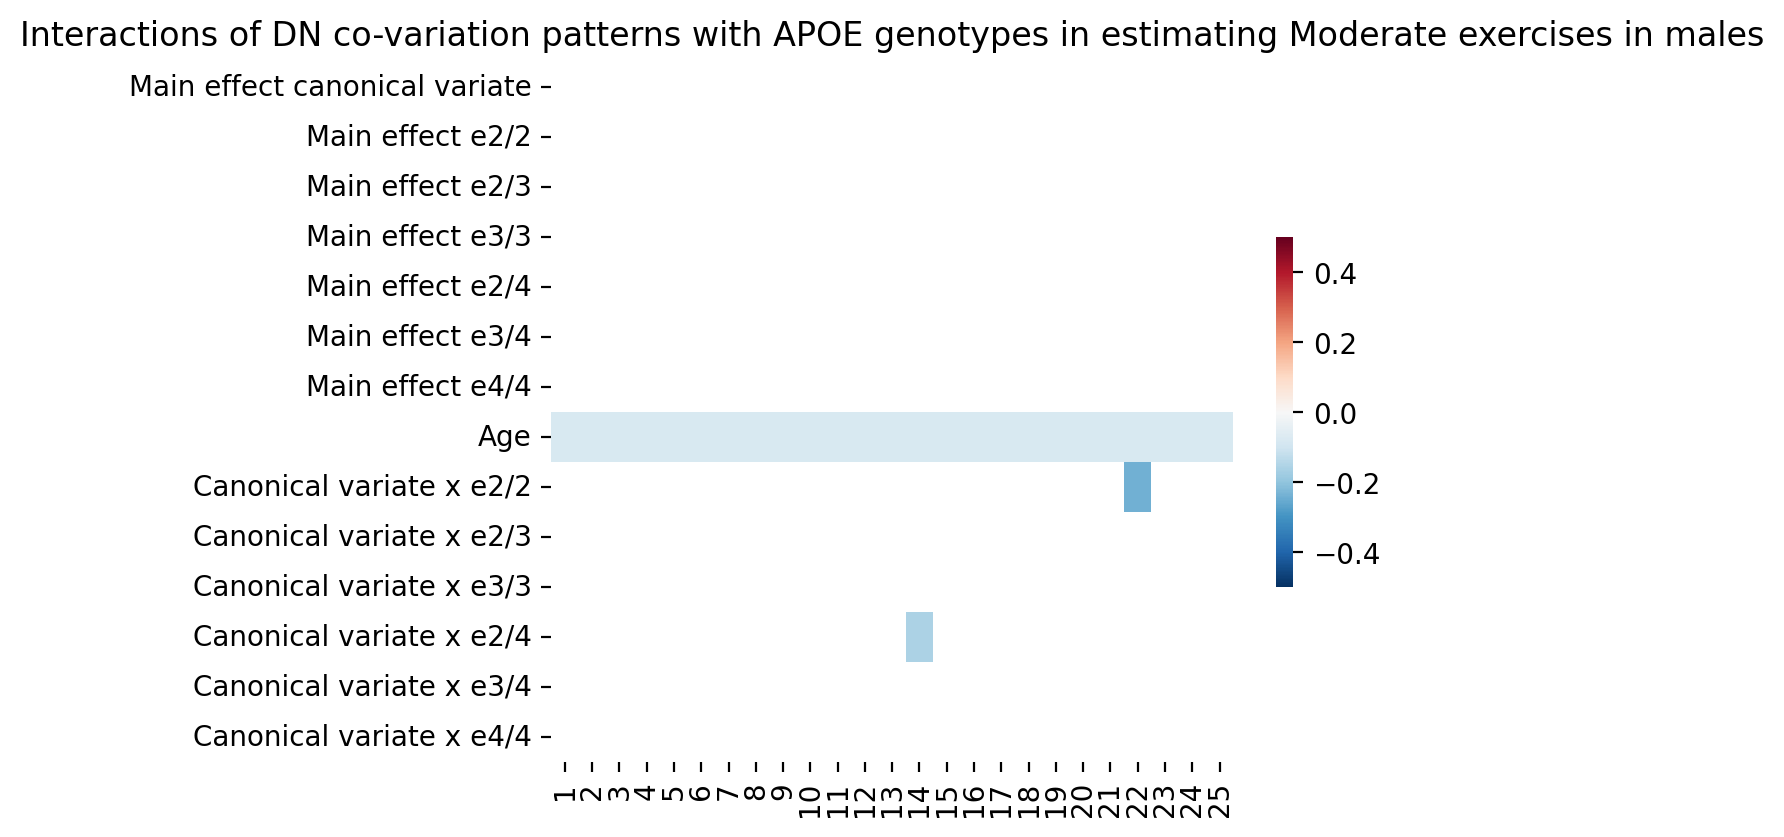 Interactions of DN co-variation patterns with APOE genotypes in estimating Moderate exercises in males
Main effect canonical variate
Main effect e2/2
Main effect e2/3
Main effect e3/3
Main effect e2/4
Main effect e3/4
Main effect e4/4
Age
Canonical variate x e2/2
Canonical variate x e2/3
Canonical variate x e3/3
Canonical variate x e2/4
Canonical variate x e3/4
Canonical variate x e4/4
1
2
3
4
5
6
7
8
9
10
11
12
13
14
15
16
17
18
19
20
21
22
23
24
25
0.4
0.2
0.0
−0.2
−0.4